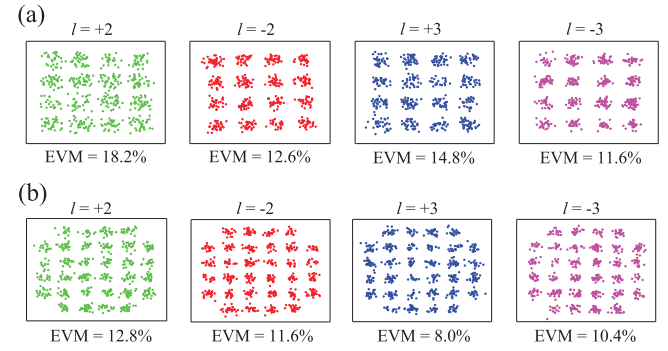 (a)
l = +2 l = -2 l = +3 l = -3
EVM = 18.2% EVM = 12.6% EVM = 14.8% EVM = 11.6%
(b)
l = +2 l = -2 l = +3 l = -3
EVM = 12.8% EVM = 11.6% EVM = 8.0% EVM = 10.4%